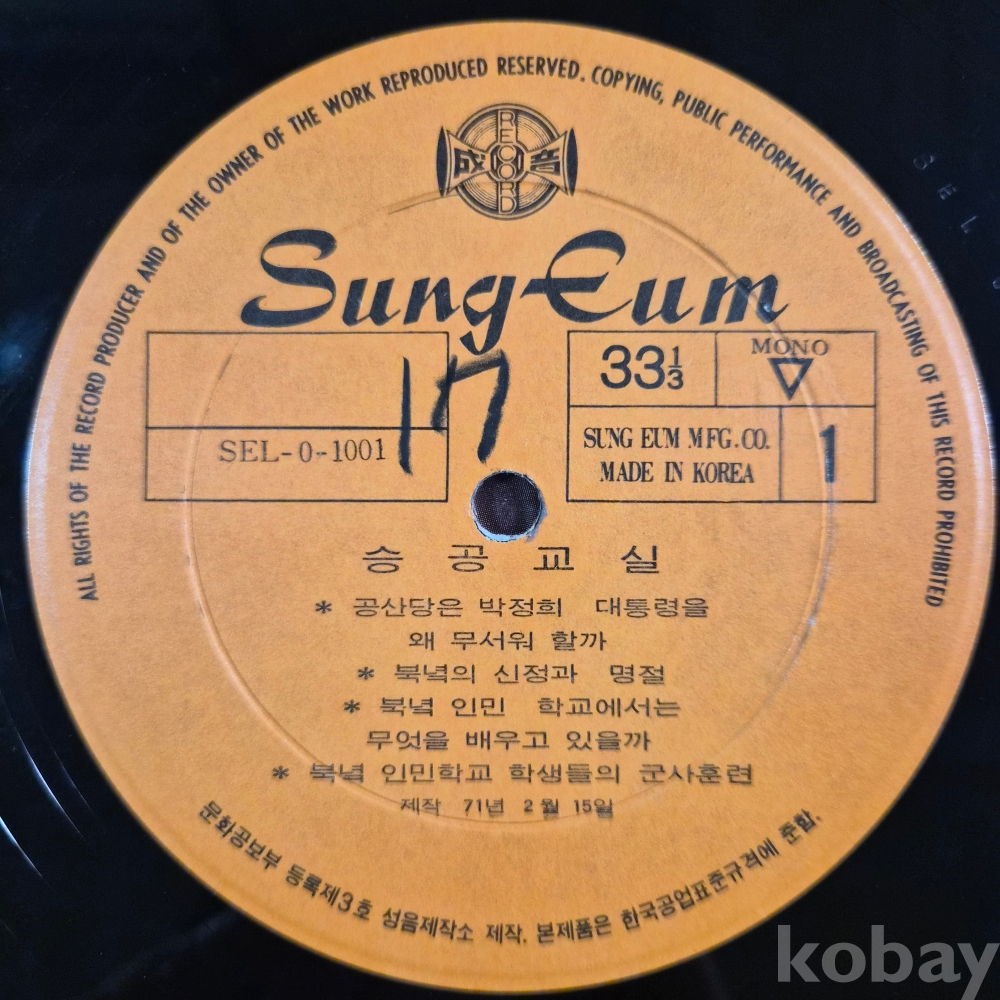 ALL RIGHTS OF THE RECORD PRODUCER AND OF THE OWNER OF THE WORK REPRODUCED RESERVED. COPYING, PUBLIC PERFORMANCE AND BROADCASTING OF THIS RECORD PROHIBITED
RECORD
成音
Sung-Eum
SEL
33⅓
MONO
SEL-0-1001
SUNG EUM MFG.CO.
MADE IN KOREA
1
승공교실
* 공산당은 박정희 대통령을
왜 무서워 할까
* 북녘의 신정과 명절
* 북녘 인민 학교에서는
무엇을 배우고 있을까
* 북녘 인민학교 학생들의 군사훈련
제작 71년 2월 15일
문화공보부 등록제3호 성음제작소 제작. 본제품은 한국공업표준규격에 준함.
kobay